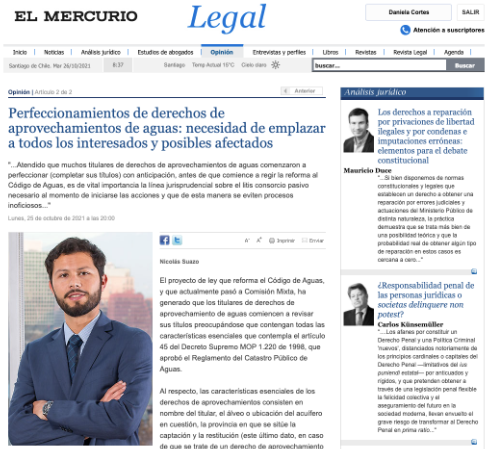 EL MERCURIO
Legal
Daniela Cortes
SALIR
Atención a suscriptores
Inicio | Noticias | Análisis jurídico | Estudios de abogados | Opinión | Entrevistas y perfiles | Libros | Revistas | Revista Legal | Agenda
Santiago de Chile, Mar 26/10/2021 8:37 Santiago Temp Actual 15°C Cielo claro
buscar... Buscar
Opinión | Artículo 2 de 2
Anterior
Perfeccionamientos de derechos de
aprovechamientos de aguas: necesidad de emplazar
a todos los interesados y posibles afectados
"...Atendido que muchos titulares de derechos de aprovechamientos de aguas comenzaron a
perfeccionar (completar sus títulos) con anticipación, antes de que comience a regir la reforma al
Código de Aguas, es de vital importancia la línea jurisprudencial sobre el litis consorcio pasivo
necesario al momento de iniciarse las acciones y que de esta manera se eviten procesos
inoficiosos..."
Lunes, 25 de octubre de 2021 a las 20:00
A- A+ Imprimir Enviar
Nicolás Suazo
El proyecto de ley que reforma el Código de Aguas,
y que actualmente pasó a Comisión Mixta, ha
generado que los titulares de derechos de
aprovechamiento de aguas comiencen a revisar
sus títulos preocupándose que contengan todas las
características esenciales que contempla el artículo
45 del Decreto Supremo MOP 1.220 de 1998, que
aprobó el Reglamento del Catastro Público de
Aguas.
Al respecto, las características esenciales de los
derechos de aprovechamiento consisten en
nombre del titular, el álveo o ubicación del acuífero
en cuestión, la provincia en que se sitúe la
captación y la restitución (este último dato, en caso
de que se trate de un derecho de aprovechamiento
Análisis jurídico
Los derechos a reparación
por privaciones de libertad
ilegales y por condenas e
imputaciones erróneas:
elementos para el debate
constitucional
Mauricio Duce
"...Si bien disponemos de normas
constitucionales y legales que
establecen un derecho a obtener una
reparación por errores judiciales y
actuaciones del Ministerio Público de
distinta naturaleza, la práctica
demuestra que se trata más bien de
una posibilidad teórica y que la
probabilidad real de obtener algún tipo
de reparación en estos casos es
cercana a cero..."
¿Responsabilidad penal de
las personas jurídicas o
societas delinquere non
potest?
Carlos Künsemüller
"...Los afanes por constituir un
Derecho Penal y una Política Criminal
'nuevos', distanciados notoriamente de
los principios cardinales o capitales del
Derecho Penal —limitativos del ius
puniendi estatal— por anticuados y
rígidos, y que pretenden obtener a
través de una legislación penal flexible
la felicidad colectiva y el
aseguramiento del futuro en la
sociedad moderna, llevan envuelto el
grave riesgo de transformar al Derecho
Penal en prima ratio..."